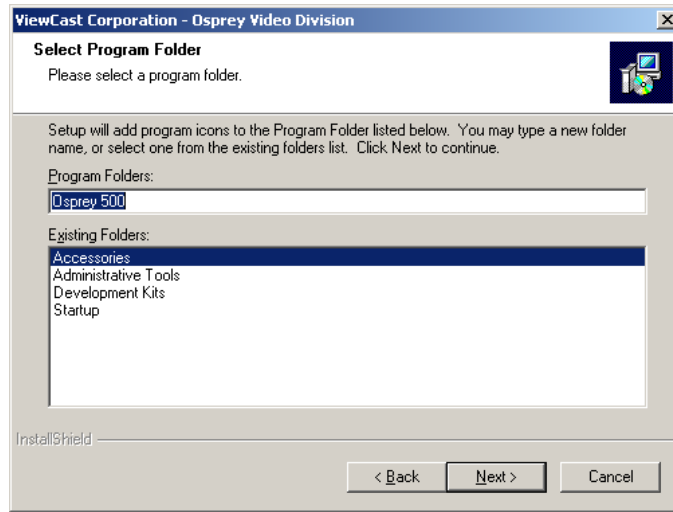 ViewCast Corporation - Osprey Video Division
Select Program Folder
Please select a program folder.
Setup will add program icons to the Program Folder listed below. You may type a new folder
name, or select one from the existing folders list. Click Next to continue.
Program Folders:
Osprey 500
Existing Folders:
Accessories
Administrative Tools
Development Kits
Startup
InstallShield
< Back Next > Cancel